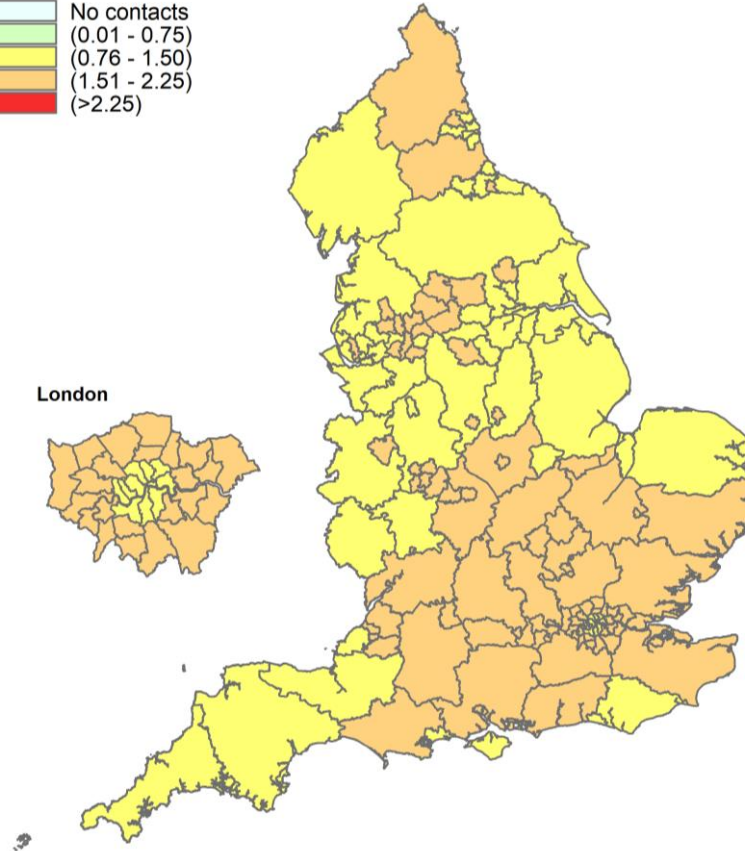 No contacts
(0.01 - 0.75)
(0.76 - 1.50)
(1.51 - 2.25)
(>2.25)
London